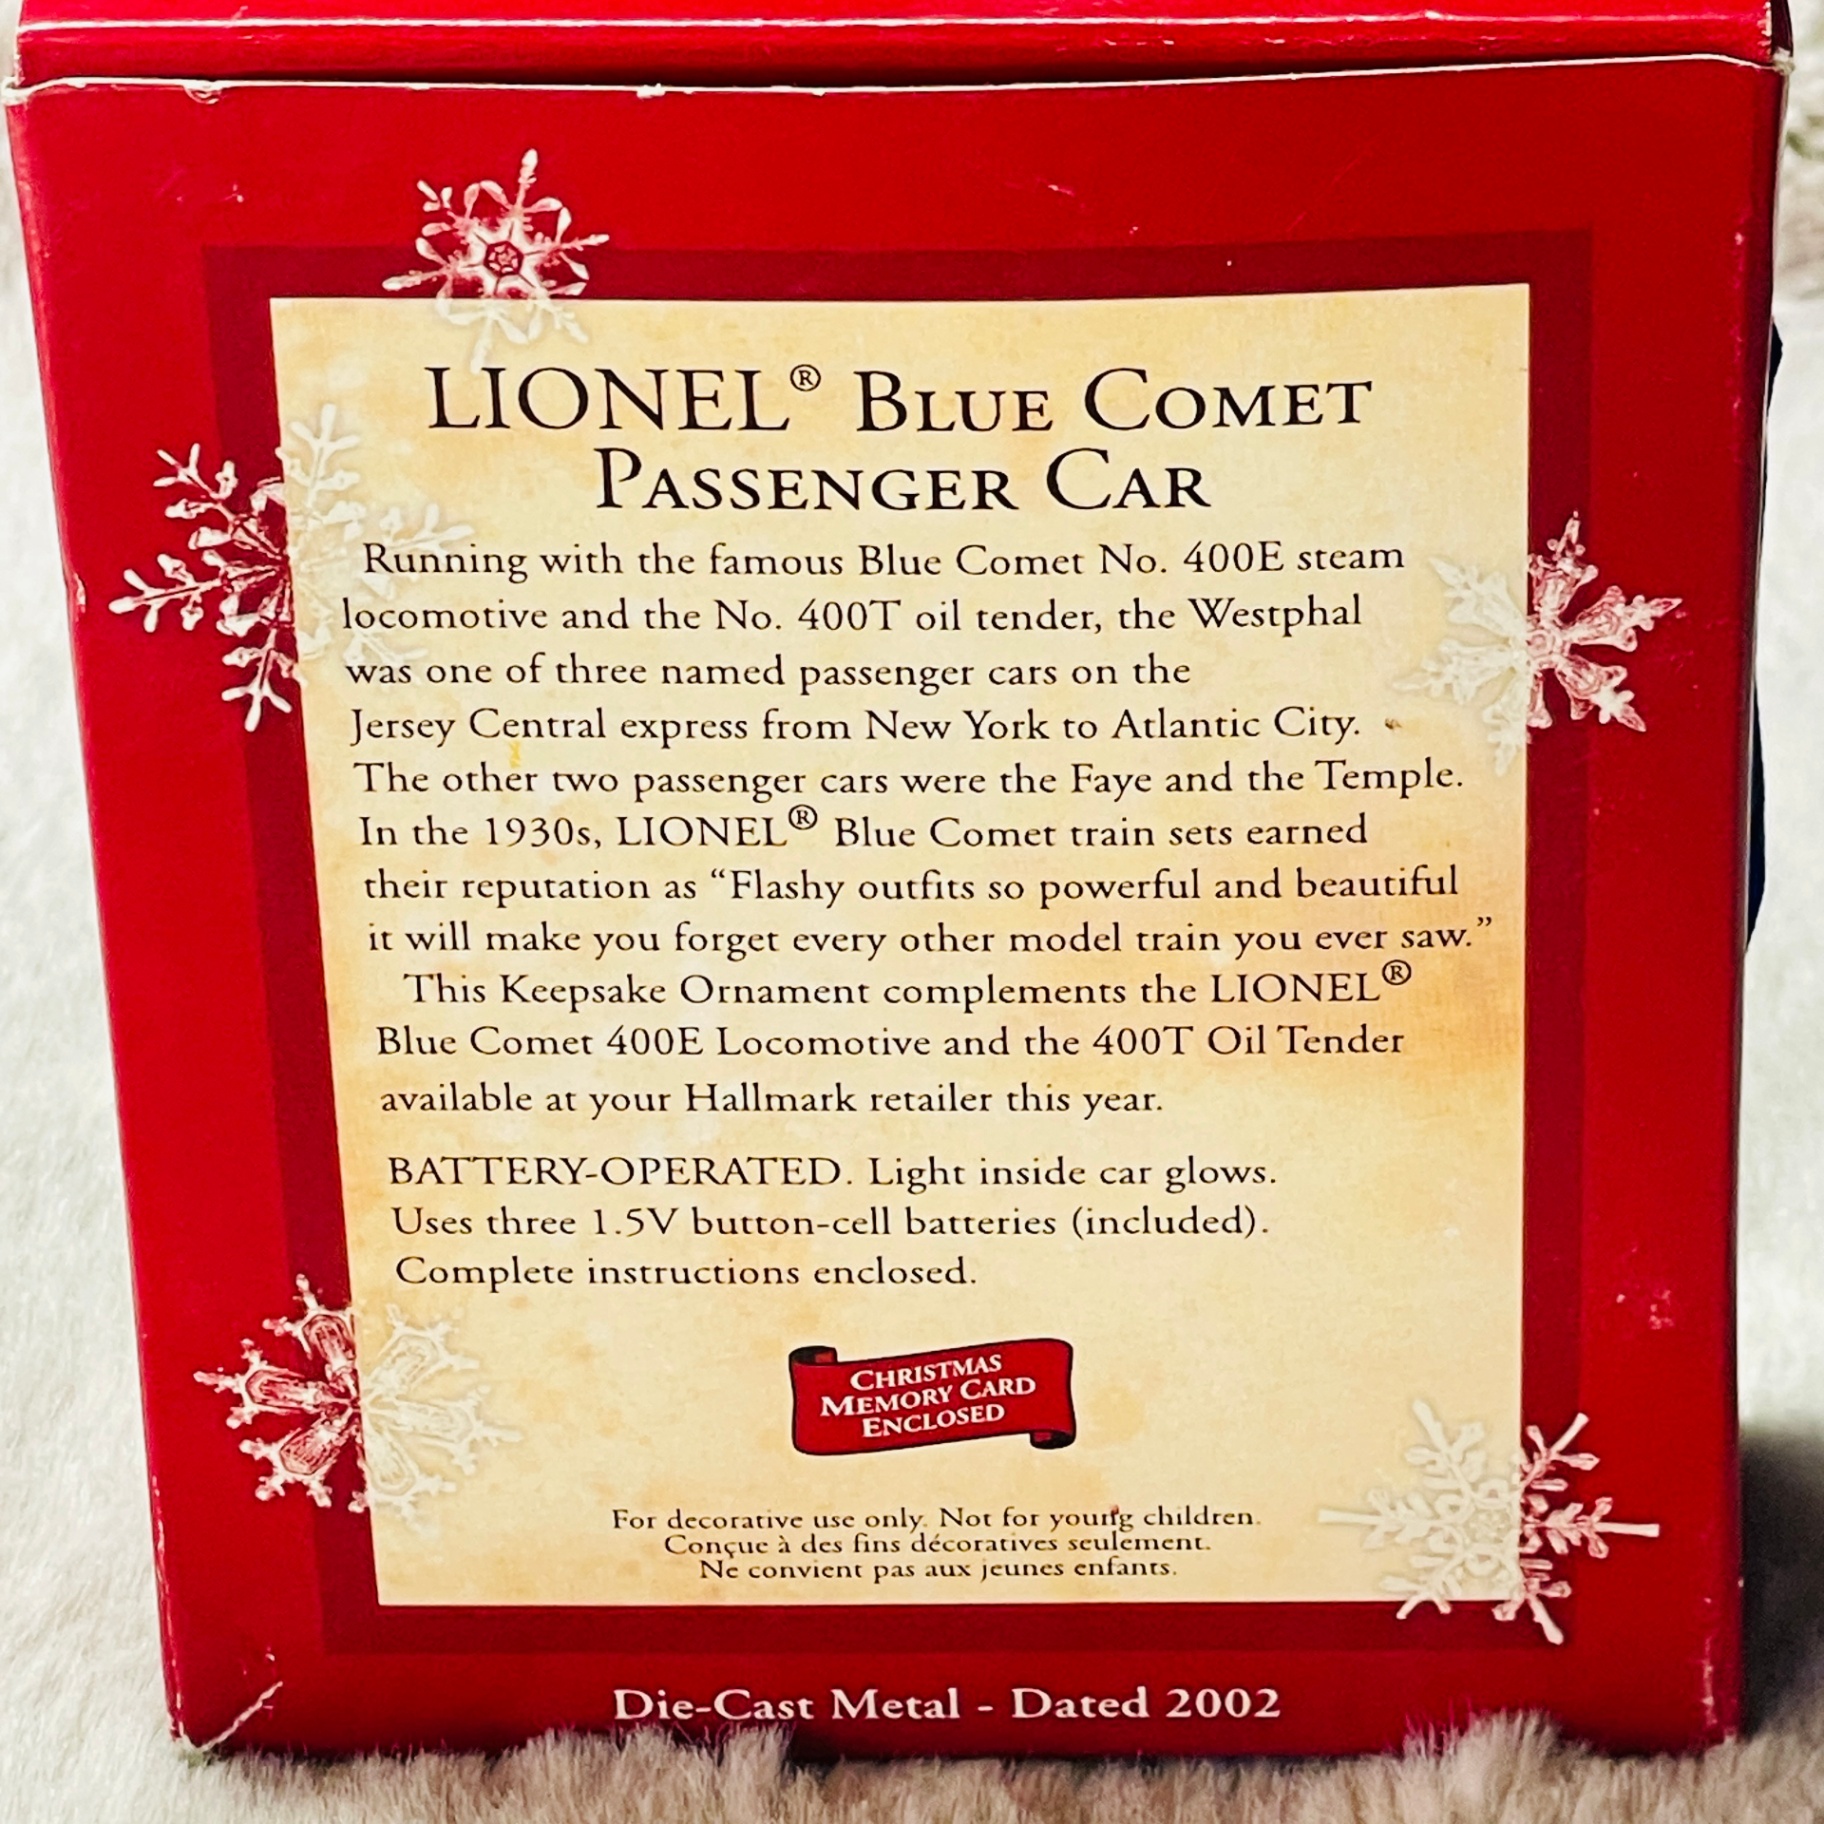 LIONEL® BLUE COMET
PASSENGER CAR
Running with the famous Blue Comet No. 400E steam
locomotive and the No. 400T oil tender, the Westphal
was one of three named passenger cars on the
Jersey Central express from New York to Atlantic City.
The other two passenger cars were the Faye and the Temple.
In the 1930s, LIONEL® Blue Comet train sets earned
their reputation as “Flashy outfits so powerful and beautiful
it will make you forget every other model train you ever saw.”
This Keepsake Ornament complements the LIONEL®
Blue Comet 400E Locomotive and the 400T Oil Tender
available at your Hallmark retailer this year.
BATTERY-OPERATED. Light inside car glows.
Uses three 1.5V button-cell batteries (included).
Complete instructions enclosed.
CHRISTMAS
MEMORY CARD
ENCLOSED
For decorative use only. Not for young children.
Conçue à des fins décoratives seulement.
Ne convient pas aux jeunes enfants.
Die-Cast Metal - Dated 2002